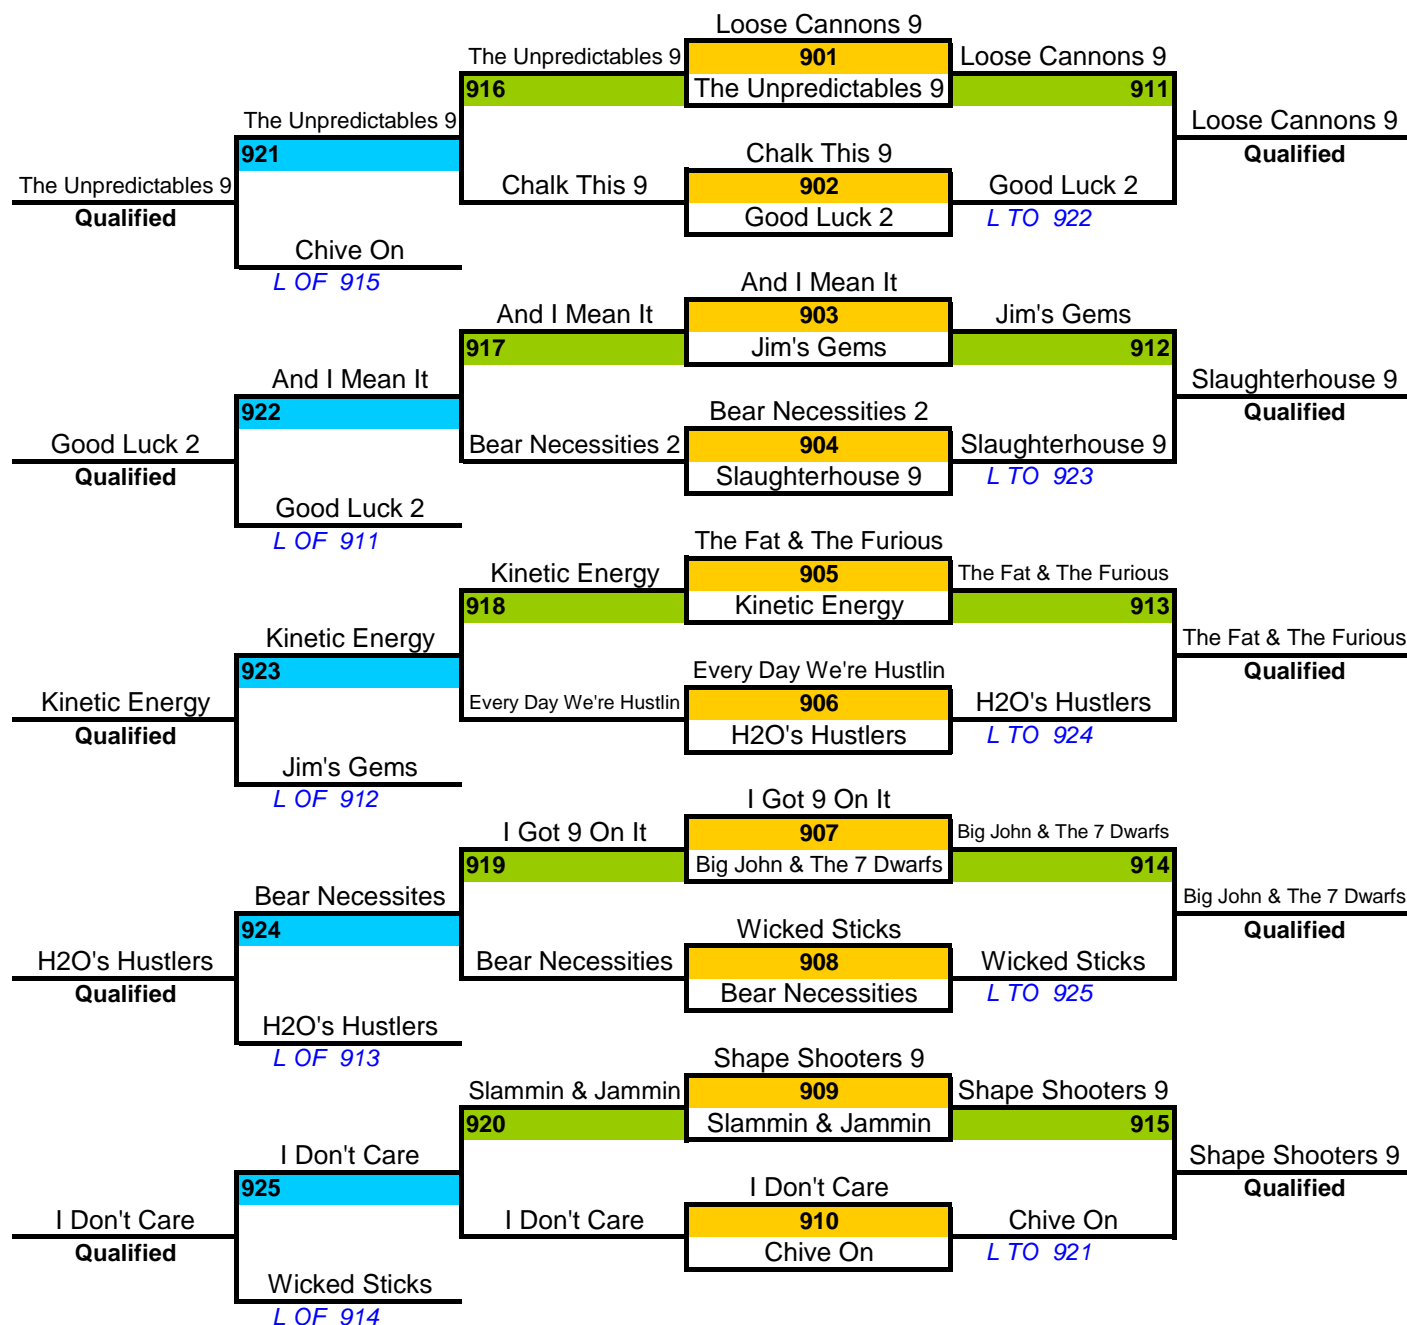 Loose Cannons 9
The Unpredictables 9 901 Loose Cannons 9
916 The Unpredictables 9 911
The Unpredictables 9 Loose Cannons 9
921 Chalk This 9 Qualified
The Unpredictables 9 Chalk This 9 902 Good Luck 2
Qualified Good Luck 2 L TO 922
Chive On
L OF 915 And I Mean It
And I Mean It 903 Jim's Gems
917 Jim's Gems 912
And I Mean It Slaughterhouse 9
922 Bear Necessities 2 Qualified
Good Luck 2 Bear Necessities 2 904 Slaughterhouse 9
Qualified Slaughterhouse 9 L TO 923
Good Luck 2
L OF 911 The Fat & The Furious
Kinetic Energy 905 The Fat & The Furious
918 Kinetic Energy 913
Kinetic Energy The Fat & The Furious
923 Every Day We're Hustlin Qualified
Kinetic Energy Every Day We're Hustlin 906 H2O's Hustlers
Qualified H2O's Hustlers L TO 924
Jim's Gems
L OF 912 I Got 9 On It
I Got 9 On It 907 Big John & The 7 Dwarfs
919 Big John & The 7 Dwarfs 914
Bear Necessites Big John & The 7 Dwarfs
924 Wicked Sticks Qualified
H2O's Hustlers Bear Necessities 908 Wicked Sticks
Qualified Bear Necessities L TO 925
H2O's Hustlers
L OF 913 Shape Shooters 9
Slammin & Jammin 909 Shape Shooters 9
920 Slammin & Jammin 915
I Don't Care Shape Shooters 9
925 I Don't Care Qualified
I Don't Care I Don't Care 910 Chive On
Qualified Chive On L TO 921
Wicked Sticks
L OF 914